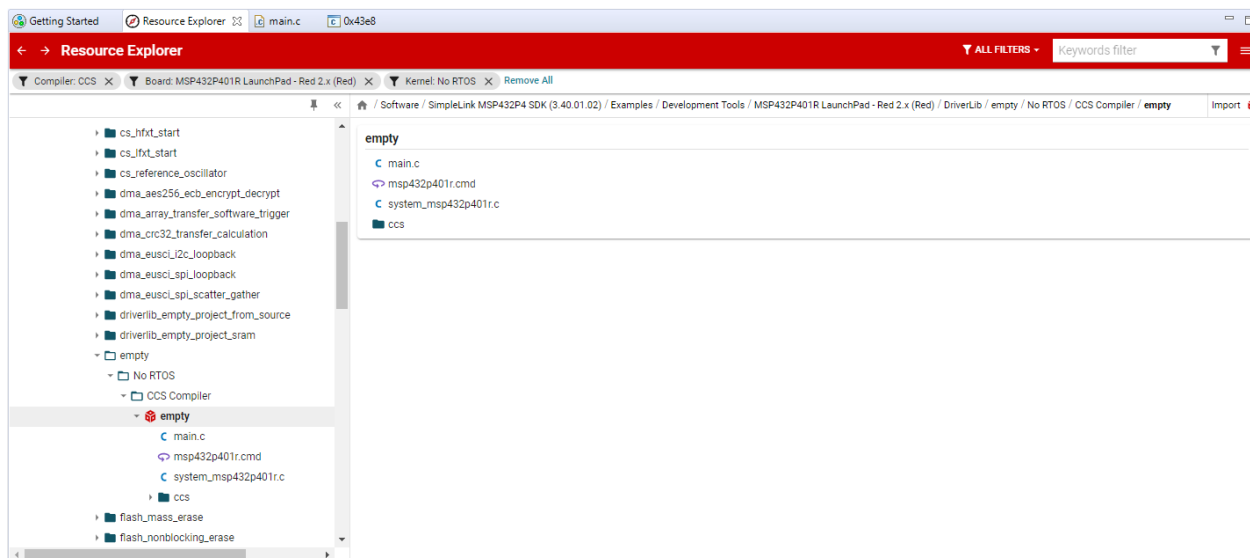 Getting Started Resource Explorer main.c 0x43e8
Resource Explorer ALL FILTERS Keywords filter
Compiler: CCS Board: MSP432P401R LaunchPad - Red 2.x (Red) Kernel: No RTOS Remove All
/ Software / SimpleLink MSP432P4 SDK (3.40.01.02) / Examples / Development Tools / MSP432P401R LaunchPad - Red 2.x (Red) / DriverLib / empty / No RTOS / CCS Compiler / empty Import
cs_hfxt_start
cs_lfxt_start
cs_reference_oscillator
dma_aes256_ecb_encrypt_decrypt
dma_array_transfer_software_trigger
dma_crc32_transfer_calculation
dma_eusci_i2c_loopback
dma_eusci_spi_loopback
dma_eusci_spi_scatter_gather
driverlib_empty_project_from_source
driverlib_empty_project_sram
empty
No RTOS
CCS Compiler
empty
main.c
msp432p401r.cmd
system_msp432p401r.c
ccs
flash_mass_erase
flash_nonblocking_erase
empty
main.c
msp432p401r.cmd
system_msp432p401r.c
ccs